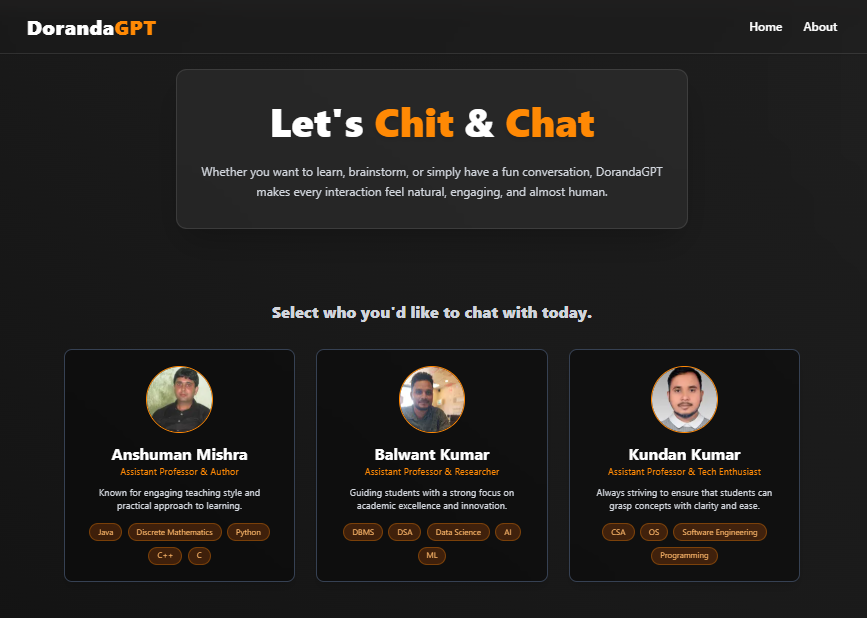 DorandaGPT
Home About
Let's Chit & Chat
Whether you want to learn, brainstorm, or simply have a fun conversation, DorandaGPT
makes every interaction feel natural, engaging, and almost human.
Select who you'd like to chat with today.
Anshuman Mishra
Assistant Professor & Author
Known for engaging teaching style and
practical approach to learning.
Java Discrete Mathematics Python
C++ C
Balwant Kumar
Assistant Professor & Researcher
Guiding students with a strong focus on
academic excellence and innovation.
DBMS DSA Data Science AI
ML
Kundan Kumar
Assistant Professor & Tech Enthusiast
Always striving to ensure that students can
grasp concepts with clarity and ease.
CSA OS Software Engineering
Programming